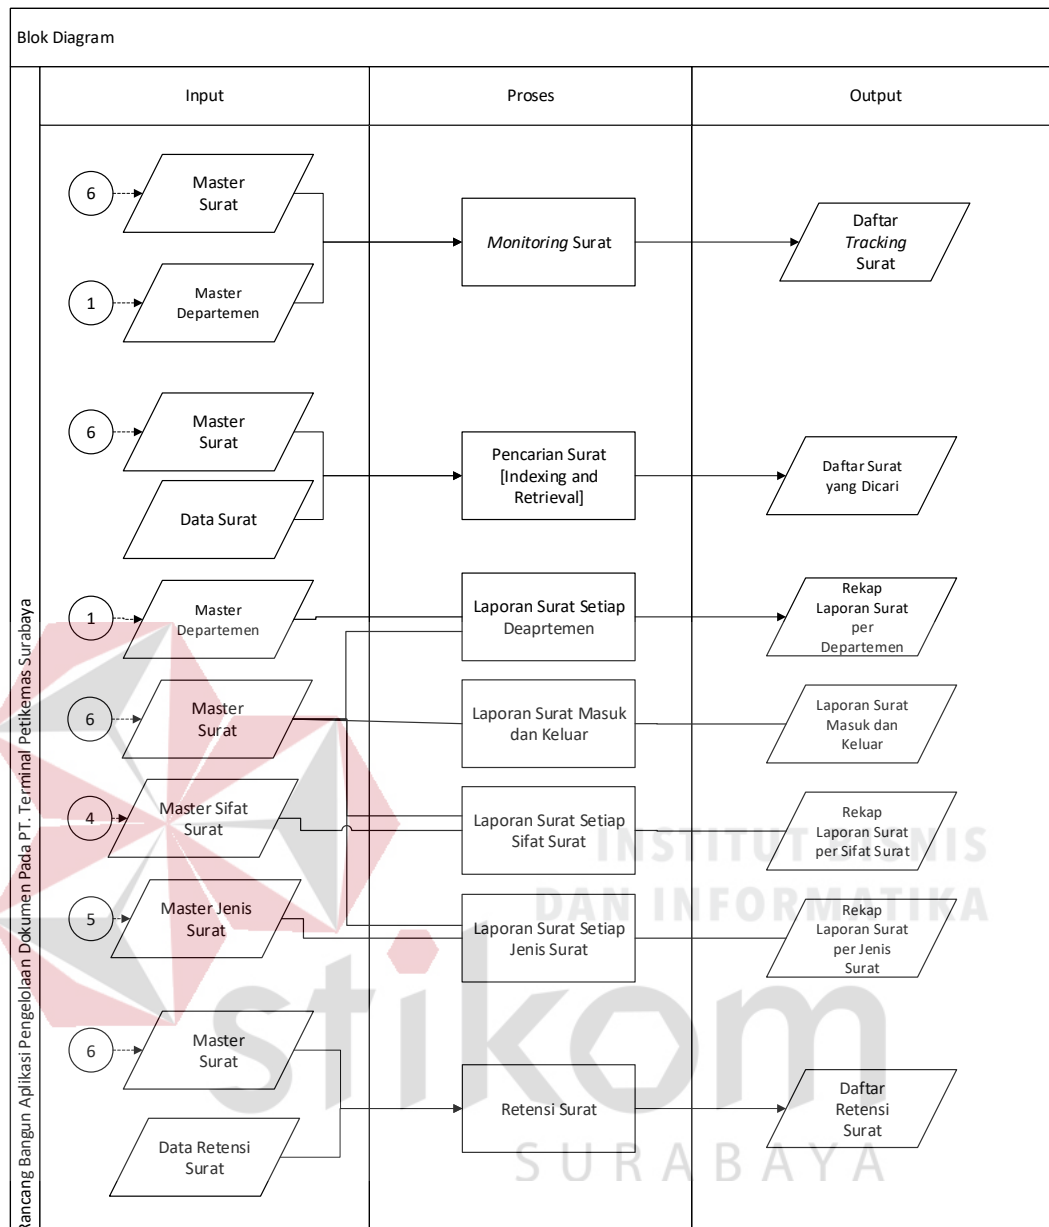 Blok Diagram
Input
Proses
Output
Rancang Bangun Aplikasi Pengelolaan Dokumen Pada PT. Terminal Petikemas Surabaya
6
Master
Surat
1
Master
Departemen
Monitoring Surat
Daftar
Tracking
Surat
6
Master
Surat
Data Surat
Pencarian Surat
[Indexing and
Retrieval]
Daftar Surat
yang Dicari
1
Master
Departemen
Laporan Surat Setiap
Deaprtemen
Rekap
Laporan Surat
per
Departemen
6
Master
Surat
Laporan Surat Masuk
dan Keluar
Laporan Surat
Masuk dan
Keluar
4
Master Sifat
Surat
Laporan Surat Setiap
Sifat Surat
Rekap
Laporan Surat
per Sifat Surat
5
Master Jenis
Surat
Laporan Surat Setiap
Jenis Surat
Rekap
Laporan Surat
per Jenis
Surat
6
Master
Surat
Data Retensi
Surat
Retensi Surat
Daftar
Retensi
Surat
INSTITUT BISNIS
DAN INFORMATIKA
stikom
SURABAYA